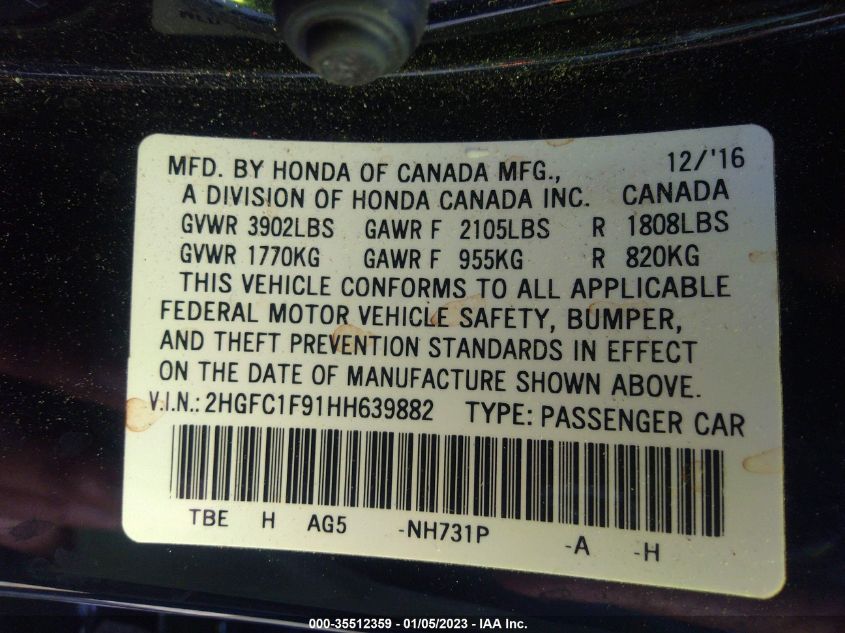 MFD. BY HONDA OF CANADA MFG., 12/'16
A DIVISION OF HONDA CANADA INC. CANADA
GVWR 3902LBS GAWR F 2105LBS R 1808LBS
GVWR 1770KG GAWR F 955KG R 820KG
THIS VEHICLE CONFORMS TO ALL APPLICABLE
FEDERAL MOTOR VEHICLE SAFETY, BUMPER,
AND THEFT PREVENTION STANDARDS IN EFFECT
ON THE DATE OF MANUFACTURE SHOWN ABOVE.
V.I.N.: 2HGFC1F91HH639882 TYPE: PASSENGER CAR
TBE H AG5 -NH731P -A -H
000-35512359 - 01/05/2023 - IAA Inc.